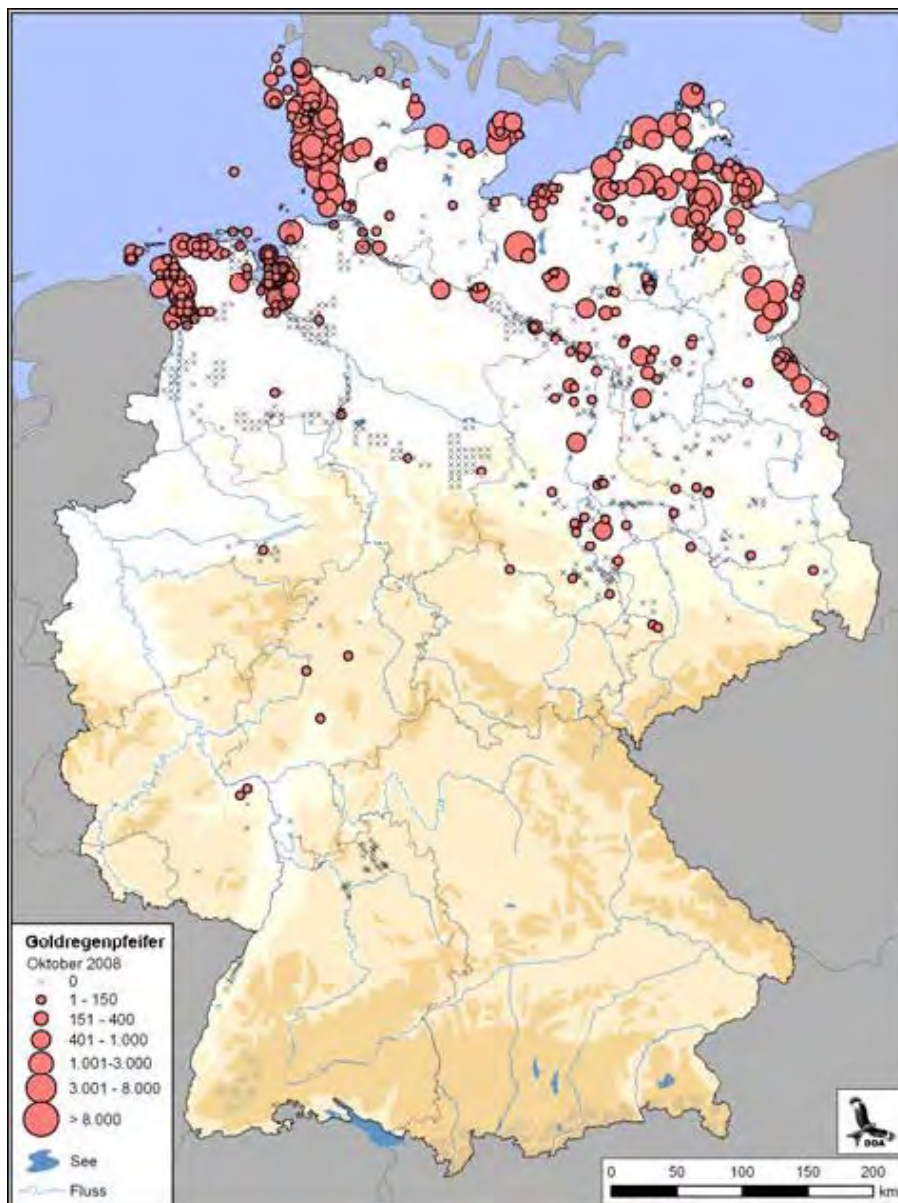 Goldregenpfeifer
Oktober 2008
0
1 - 150
151 - 400
401 - 1.000
1.001-3.000
3.001 - 8.000
> 8.000
See
Fluss
DDA
0 50 100 150 200
km